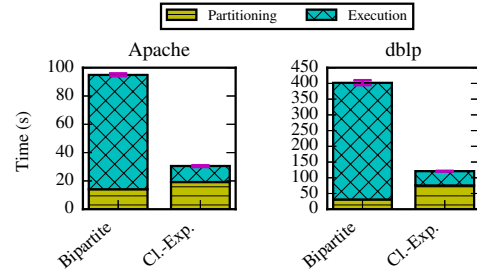 Partitioning Execution
Apache
dblp
Time (s)
100
80
60
40
20
0
Bipartite
Cl.-Exp.
450
400
350
300
250
200
150
100
50
0
Bipartite
Cl.-Exp.